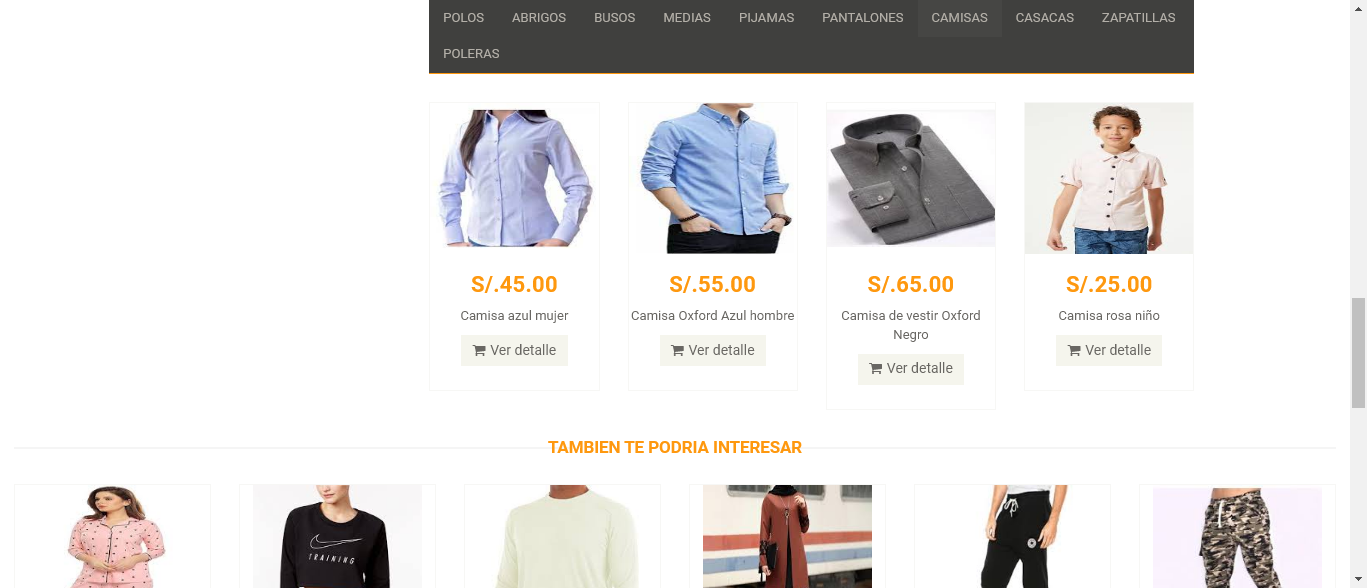 POLOS ABRIGOS BUSOS MEDIAS PIJAMAS PANTALONES CAMISAS CASACAS ZAPATILLAS
POLERAS
S/.45.00
Camisa azul mujer
Ver detalle
S/.55.00
Camisa Oxford Azul hombre
Ver detalle
S/.65.00
Camisa de vestir Oxford
Negro
Ver detalle
S/.25.00
Camisa rosa niño
Ver detalle
TAMBIEN TE PODRIA INTERESAR
TRAINING